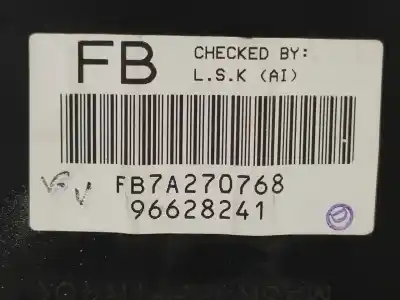 FB
CHECKED BY:
L.S.K (AI)
FB7A270768
96628241